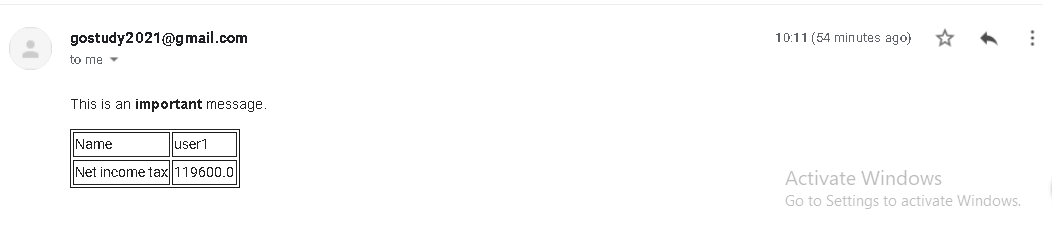 gostudy2021@gmail.com 10:11 (54 minutes ago)
to me
This is an important message.
Name user1
Net income tax 119600.0
Activate Windows
Go to Settings to activate Windows.